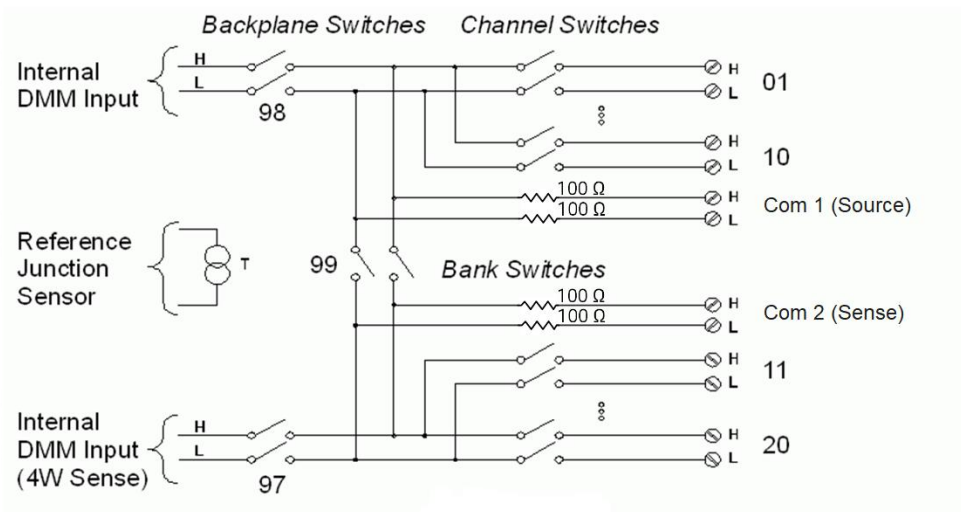 Backplane Switches
Channel Switches
Internal
DMM Input
H
L
98
H
L
01
H
L
10
100 Ω
100 Ω
H
L
Com 1 (Source)
Reference
Junction
Sensor
T
99
Bank Switches
100 Ω
100 Ω
H
L
Com 2 (Sense)
H
L
11
Internal
DMM Input
(4W Sense)
H
L
97
H
L
20